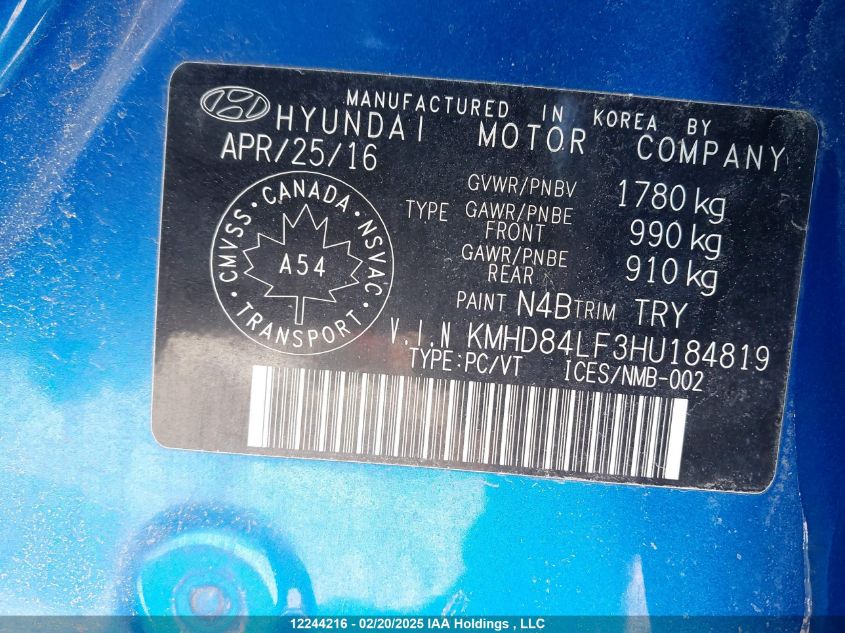 MANUFACTURED IN KOREA BY
HYUNDAI MOTOR COMPANY
APR/25/16
GVWR/PNBV 1780 kg
TYPE GAWR/PNBE FRONT 990 kg
GAWR/PNBE REAR 910 kg
PAINT N4B TRIM TRY
CMVSS • CANADA • NSVAC • TRANSPORT •
A54
V.I.N KMHD84LF3HU184819
TYPE:PC/VT ICES/NMB-002
12244216 - 02/20/2025 IAA Holdings , LLC